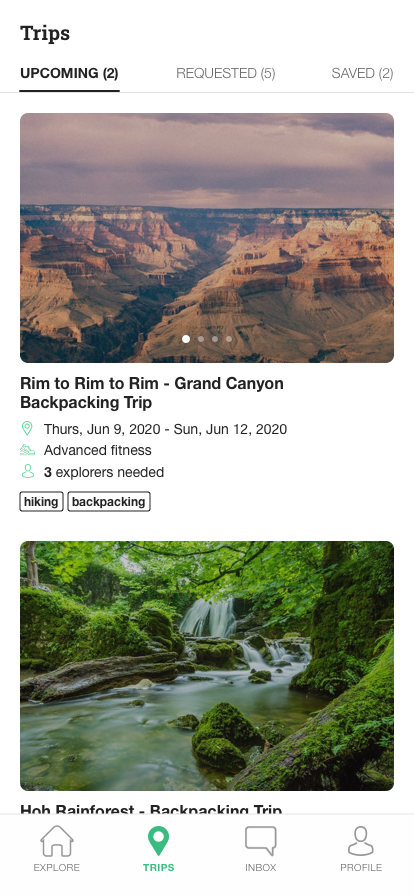 Trips
UPCOMING (2) REQUESTED (5) SAVED (2)
Rim to Rim to Rim - Grand Canyon
Backpacking Trip
Thurs, Jun 9, 2020 - Sun, Jun 12, 2020
Advanced fitness
3 explorers needed
hiking backpacking
Hoh Rainforest - Backpacking Trip
EXPLORE TRIPS INBOX PROFILE